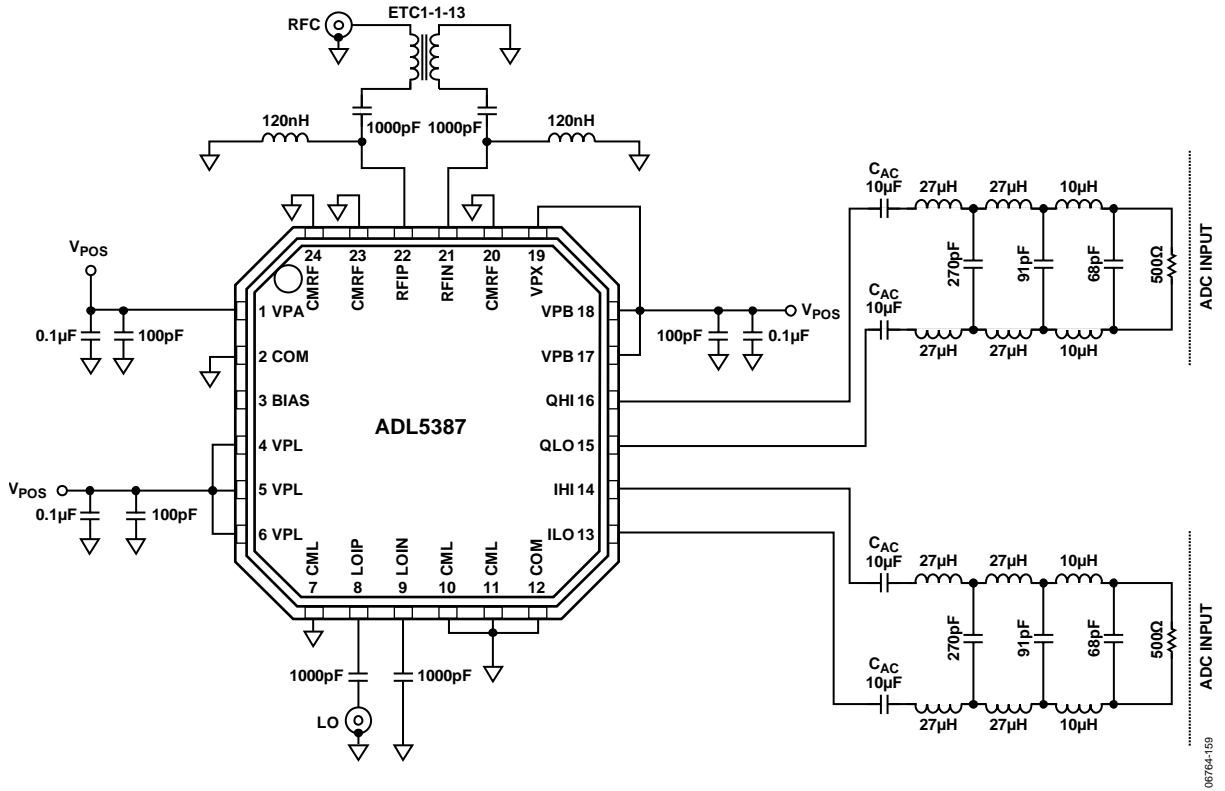 RFC
ETC1-1-13
120nH
1000pF
1000pF
120nH
V_POS
24
CMRF
23
CMRF
22
RFIP
21
RFIN
20
CMRF
19
VPX
1 VPA
0.1µF
100pF
2 COM
3 BIAS
4 VPL
V_POS
5 VPL
0.1µF
100pF
6 VPL
ADL5387
VPB 18
V_POS
100pF
0.1µF
VPB 17
QHI 16
QLO 15
IHI 14
ILO 13
CML
7
LOIP
8
LOIN
9
CML
10
CML
11
COM
12
1000pF
1000pF
LO
C_AC
10µF
27µH
27µH
10µH
270pF
91pF
68pF
500Ω
ADC INPUT
C_AC
10µF
27µH
27µH
10µH
C_AC
10µF
27µH
27µH
10µH
270pF
91pF
68pF
500Ω
ADC INPUT
C_AC
10µF
27µH
27µH
10µH
06764-159